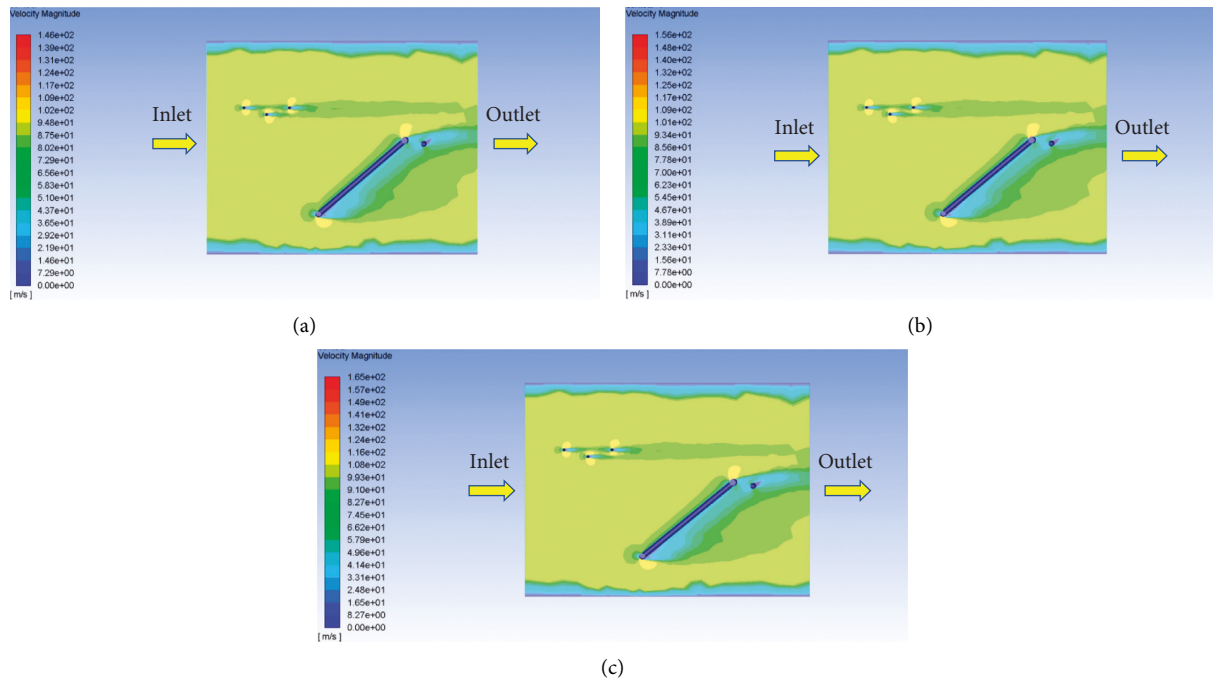 Velocity Magnitude
1.46e+02
1.39e+02
1.31e+02
1.24e+02
1.17e+02
1.09e+02
1.02e+02
9.48e+01
8.75e+01
8.02e+01
7.29e+01
6.56e+01
5.83e+01
5.10e+01
4.37e+01
3.65e+01
2.92e+01
2.19e+01
1.46e+01
7.29e+00
0.00e+00
[ m/s ]
Inlet
Outlet
(a)
Velocity Magnitude
1.56e+02
1.48e+02
1.40e+02
1.32e+02
1.25e+02
1.17e+02
1.09e+02
1.01e+02
9.34e+01
8.56e+01
7.78e+01
7.00e+01
6.23e+01
5.45e+01
4.67e+01
3.89e+01
3.11e+01
2.33e+01
1.56e+01
7.78e+00
0.00e+00
[ m/s ]
Inlet
Outlet
(b)
Velocity Magnitude
1.65e+02
1.57e+02
1.49e+02
1.41e+02
1.32e+02
1.24e+02
1.16e+02
1.08e+02
9.93e+01
9.10e+01
8.27e+01
7.45e+01
6.62e+01
5.79e+01
4.96e+01
4.14e+01
3.31e+01
2.48e+01
1.65e+01
8.27e+00
0.00e+00
[ m/s ]
Inlet
Outlet
(c)